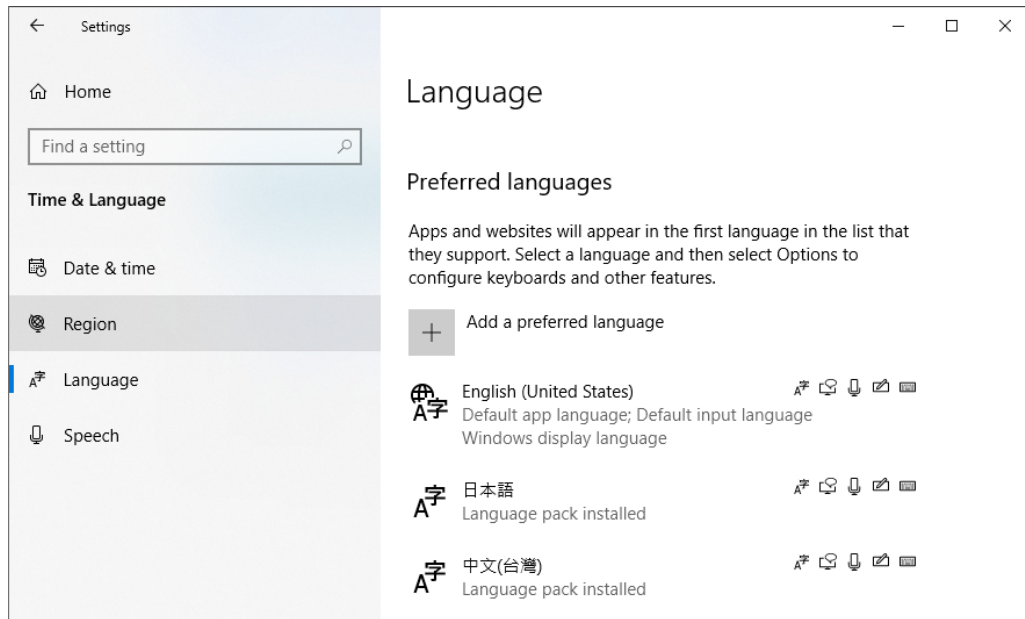 Settings
Home
Find a setting
Time & Language
Date & time
Region
Language
Speech
Language
Preferred languages
Apps and websites will appear in the first language in the list that
they support. Select a language and then select Options to
configure keyboards and other features.
Add a preferred language
English (United States)
Default app language; Default input language
Windows display language
日本語
Language pack installed
中文(台灣)
Language pack installed